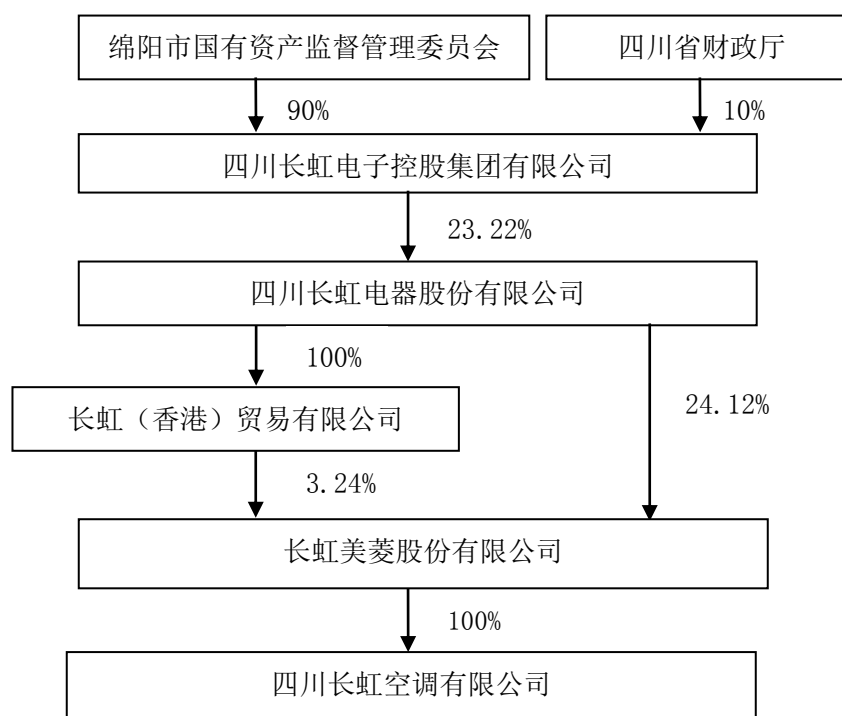 绵阳市国有资产监督管理委员会
四川省财政厅
90%
10%
四川长虹电子控股集团有限公司
23.22%
四川长虹电器股份有限公司
100%
24.12%
长虹（香港）贸易有限公司
3.24%
长虹美菱股份有限公司
100%
四川长虹空调有限公司